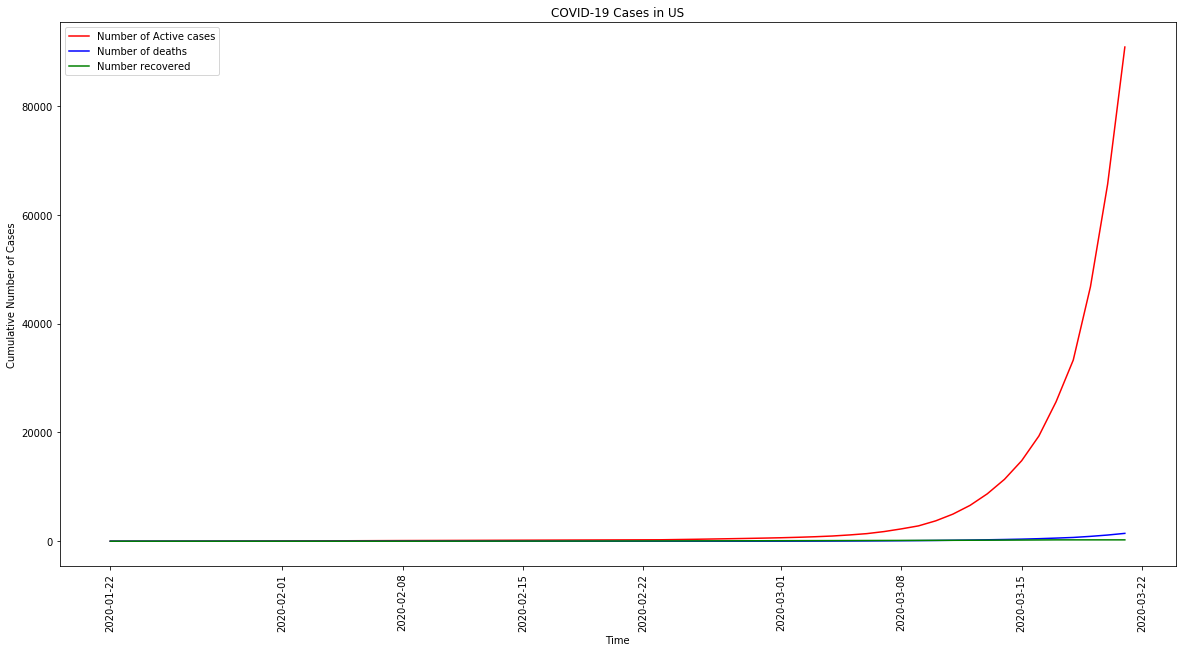 COVID-19 Cases in US
Number of Active cases
Number of deaths
Number recovered
Cumulative Number of Cases
80000
60000
40000
20000
0
2020-01-22
2020-02-01
2020-02-08
2020-02-15
2020-02-22
2020-03-01
2020-03-08
2020-03-15
2020-03-22
Time